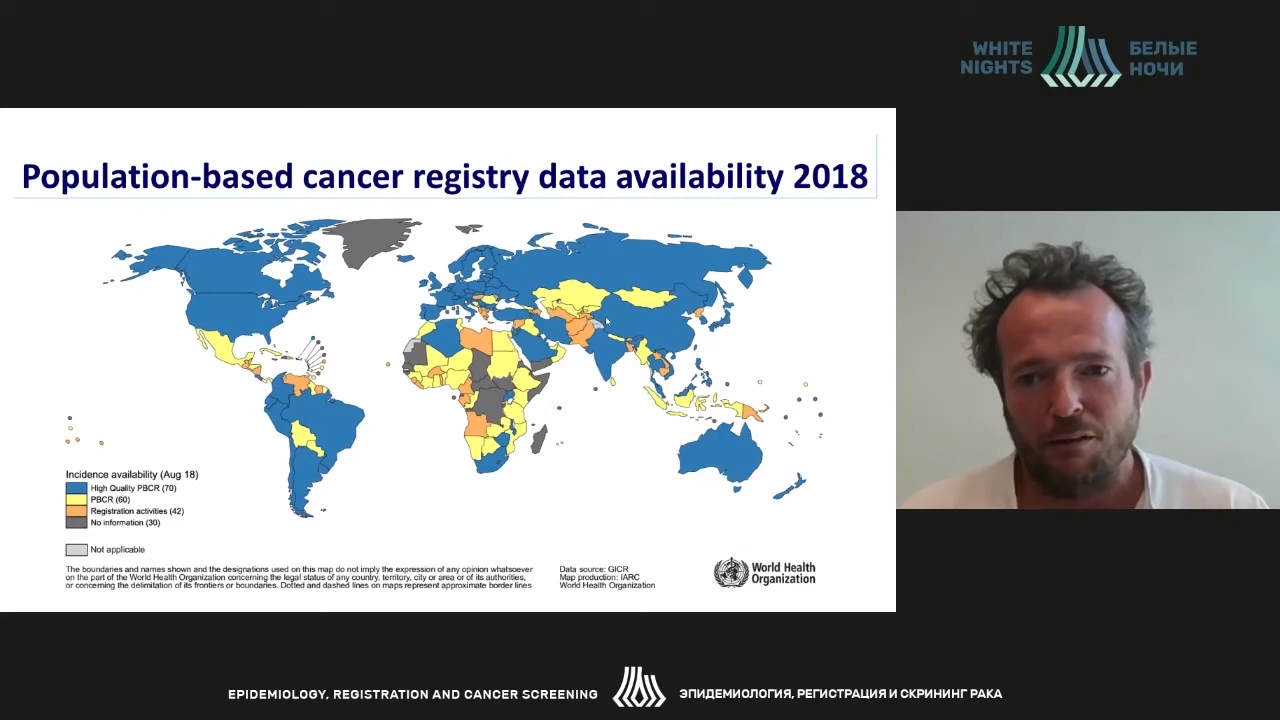 WHITE
NIGHTS
БЕЛЫЕ
НОЧИ
Population-based cancer registry data availability 2018
Incidence availability (Aug 18)
High Quality PBCR (70)
PBCR (60)
Registration activities (42)
No information (30)
Not applicable
The boundaries and names shown and the designations used on this map do not imply the expression of any opinion whatsoever
on the part of the World Health Organization concerning the legal status of any country, territory, city or area or of its authorities,
or concerning the delimitation of its frontiers or boundaries. Dotted and dashed lines on maps represent approximate border lines
Data source: GICR
Map production: IARC
World Health Organization
World Health
Organization
EPIDEMIOLOGY, REGISTRATION AND CANCER SCREENING
ЭПИДЕМИОЛОГИЯ, РЕГИСТРАЦИЯ И СКРИНИНГ РАКА